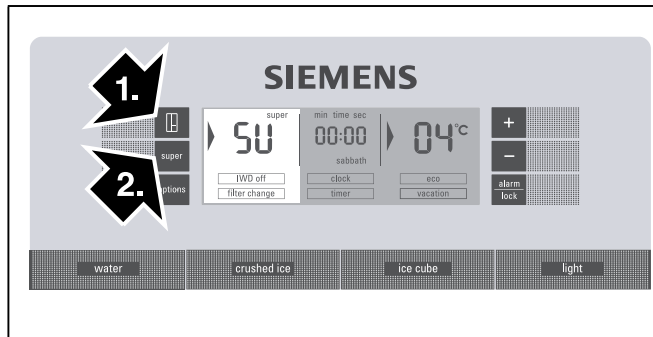 1.
SIEMENS
super
min time sec
SU
00:00
04°C
+
super
sabbath
-
2.
options
IWD off
clock
eco
alarm
filter change
timer
vacation
lock
water
crushed ice
ice cube
light